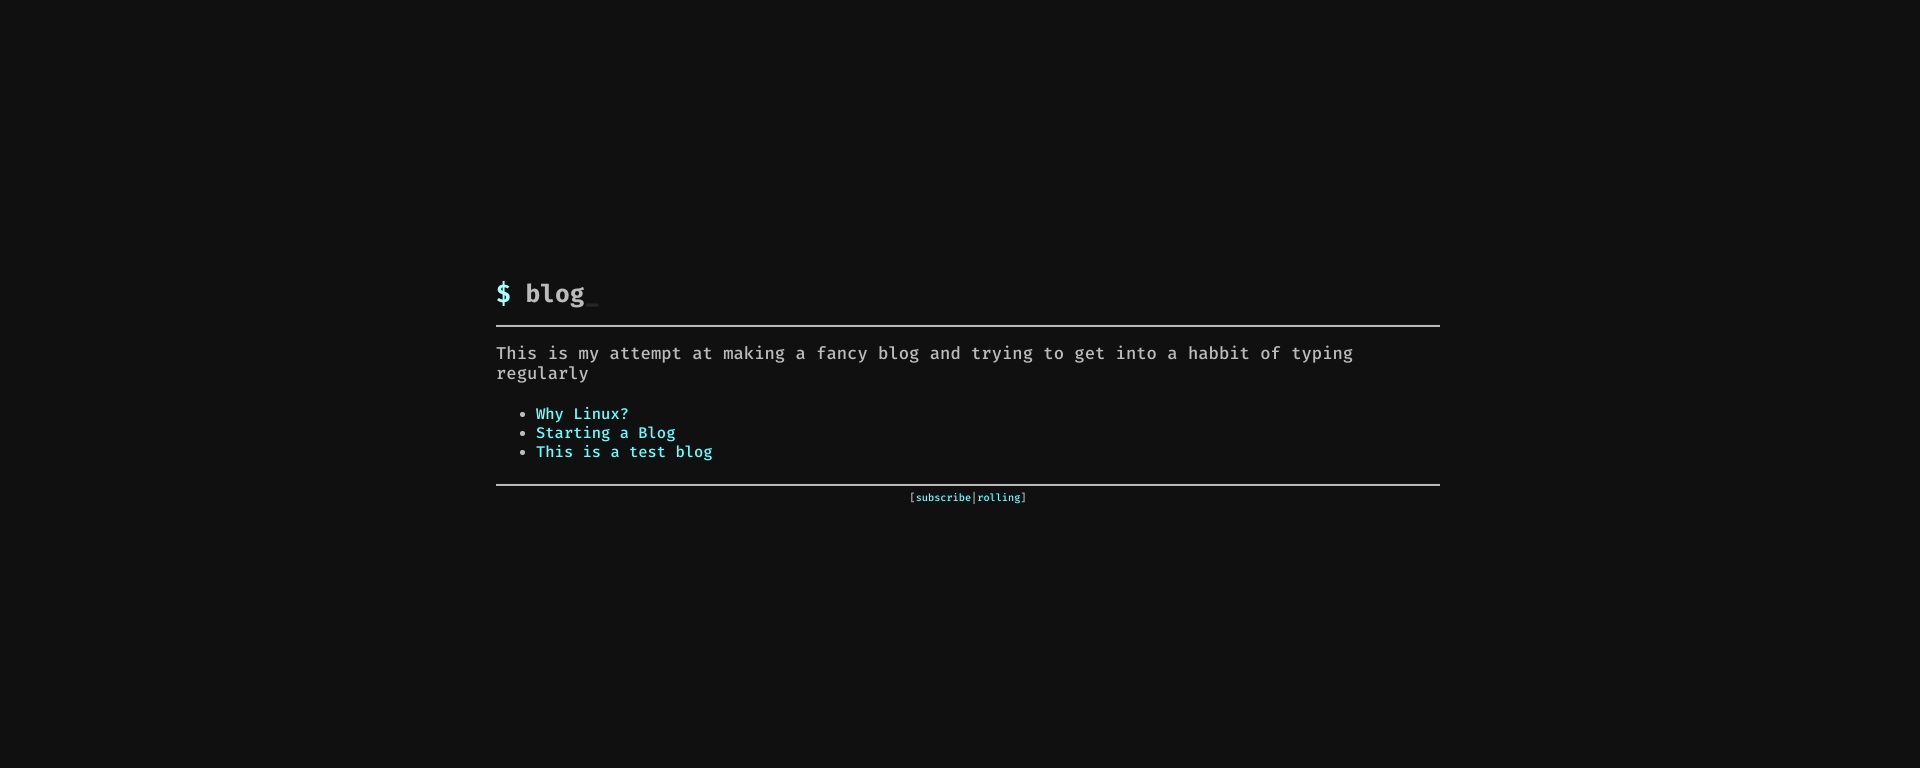 $ blog_
This is my attempt at making a fancy blog and trying to get into a habbit of typing
regularly
• Why Linux?
• Starting a Blog
• This is a test blog
[subscribe|rolling]